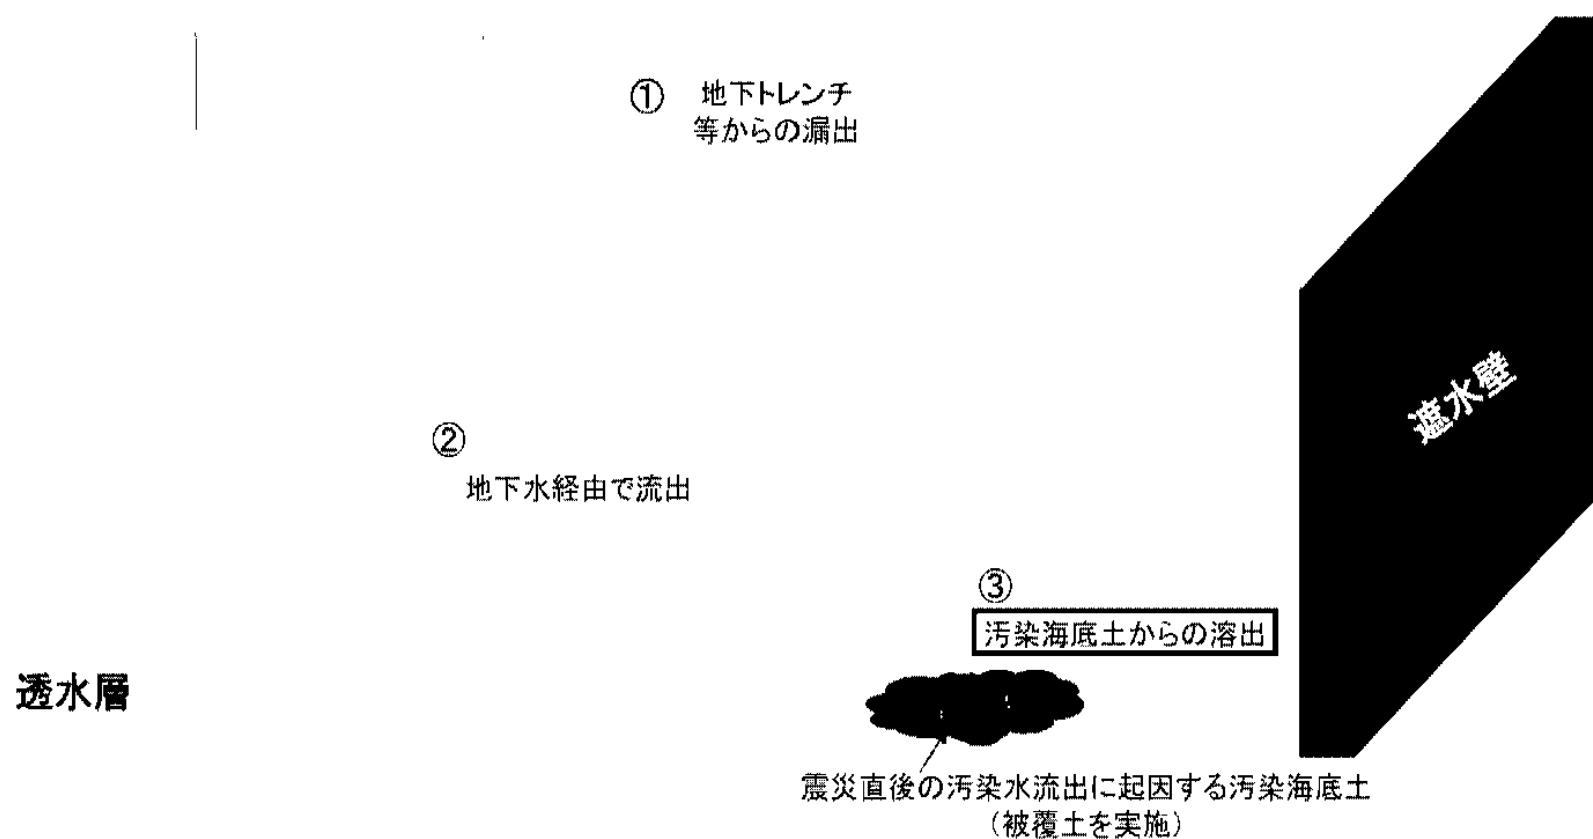 ①
地下トレンチ
等からの漏出
遮水壁
②
地下水経由で流出
③
汚染海底土からの溶出
透水層
震災直後の汚染水流出に起因する汚染海底土
(被覆土を実施)